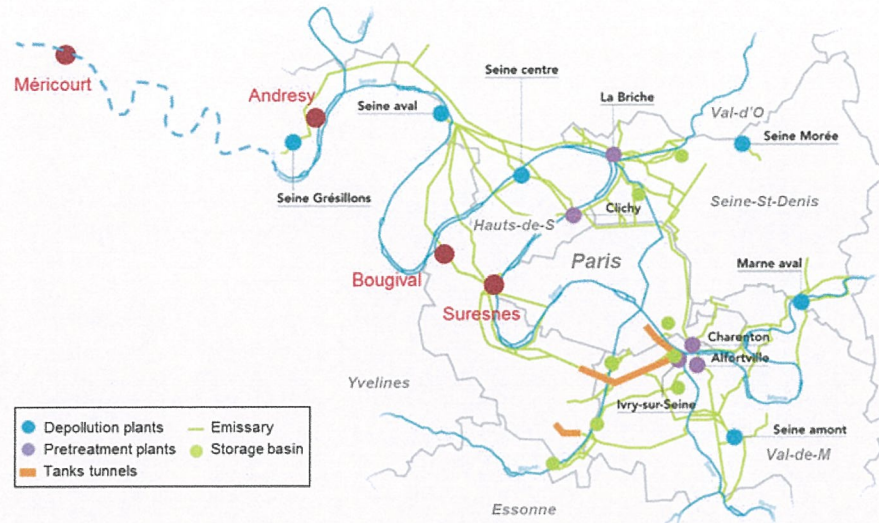 Méricourt
Andresy
Seine aval
Seine centre
La Briche
Val-d'O
Seine Morée
Seine Grésillons
Hauts-de-S
Clichy
Seine-St-Denis
Paris
Marne aval
Bougival
Suresnes
Charenton
Alfortville
Yvelines
Ivry-sur-Seine
Seine amont
Val-de-M
Essonne
Depollution plants
Emissary
Pretreatment plants
Storage basin
Tanks tunnels